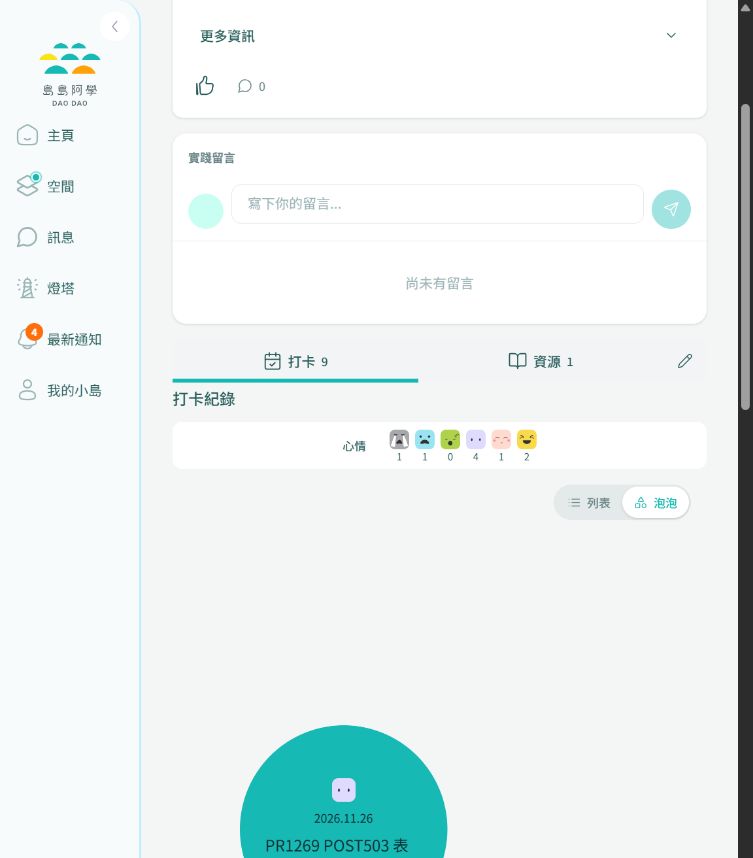 島島阿學
DAO DAO
主頁
空間
訊息
燈塔
4
最新通知
我的小島
更多資訊
0
實踐留言
寫下你的留言...
尚未有留言
打卡 9
資源 1
打卡紀錄
心情
1 1 0 4 1 2
列表
泡泡
2026.11.26
PR1269 POST503 表